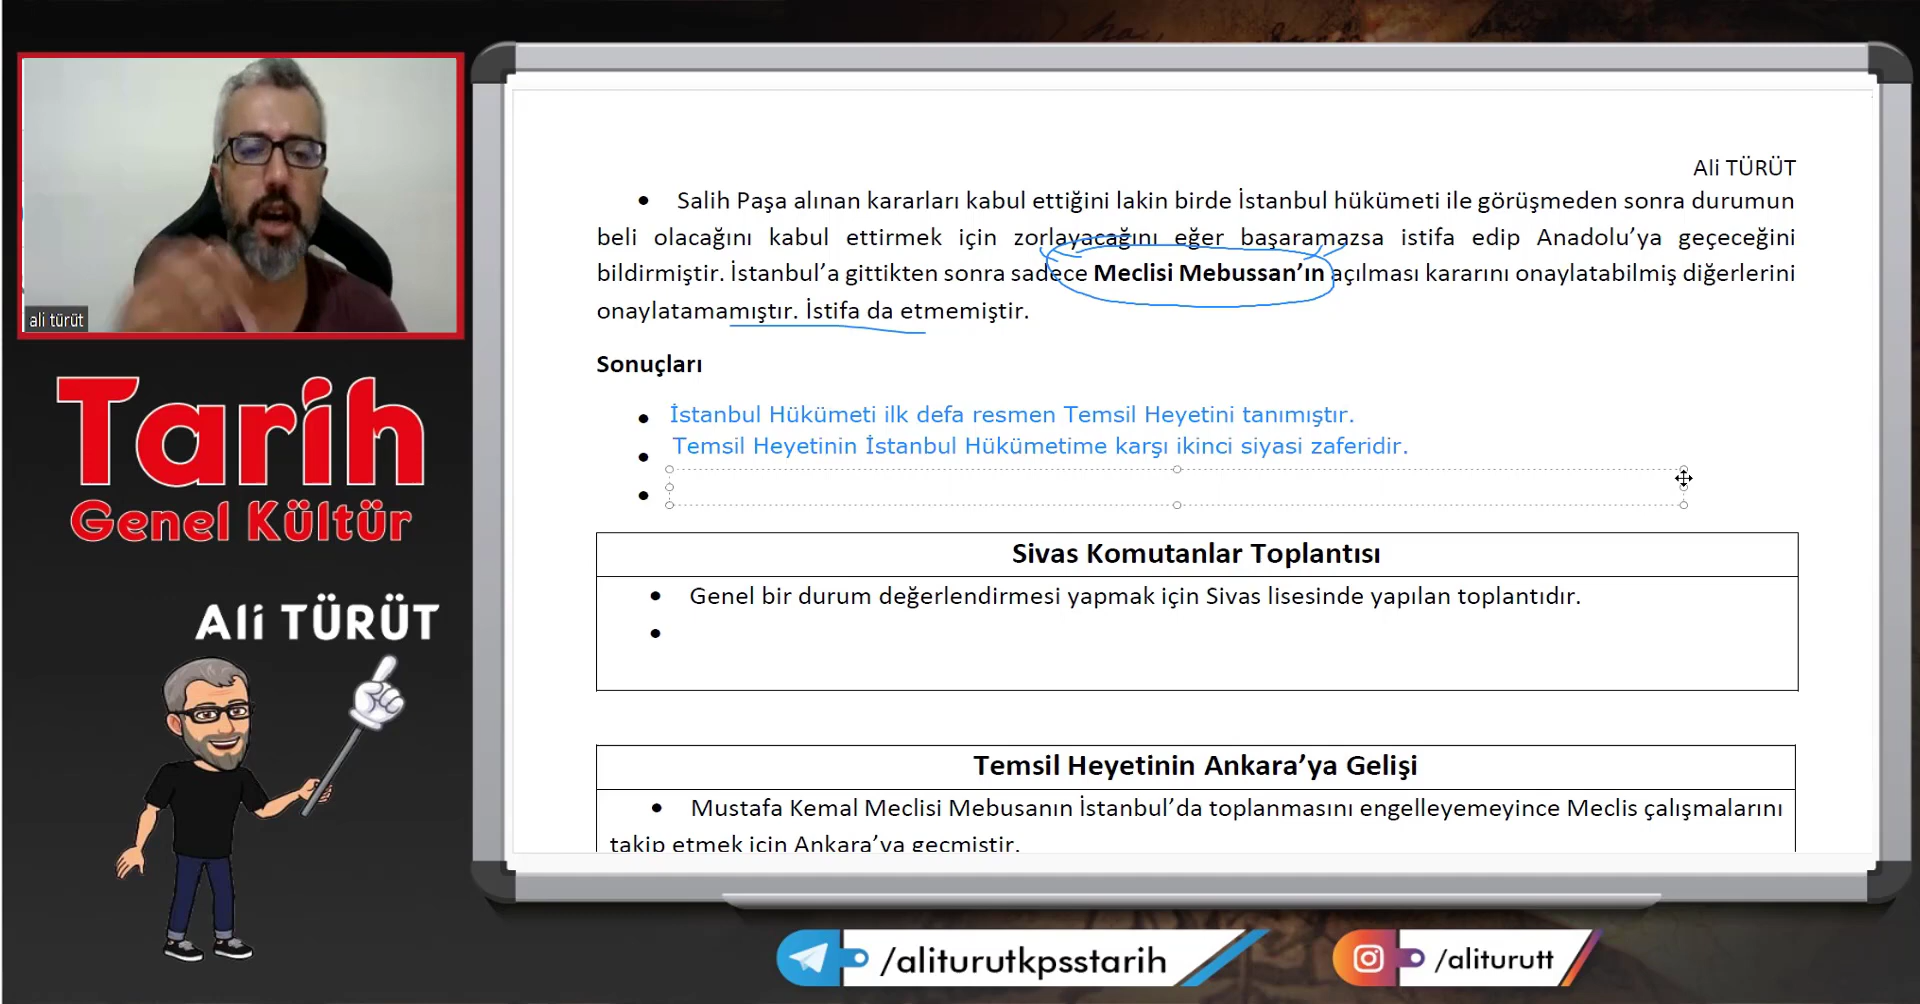 ali türüt
Tarih
Genel Kültür
Ali TÜRÜT
Ali TÜRÜT
• Salih Paşa alınan kararları kabul ettiğini lakin birde İstanbul hükümeti ile görüşmeden sonra durumun
beli olacağını kabul ettirmek için zorlayacağını eğer başaramazsa istifa edip Anadolu’ya geçeceğini
bildirmiştir. İstanbul’a gittikten sonra sadece Meclisi Mebussan’ın açılması kararını onaylatabilmiş diğerlerini
onaylatamamıştır. İstifa da etmemiştir.
Sonuçları
• İstanbul Hükümeti ilk defa resmen Temsil Heyetini tanımıştır.
• Temsil Heyetinin İstanbul Hükümetime karşı ikinci siyasi zaferidir.
•
Sivas Komutanlar Toplantısı
• Genel bir durum değerlendirmesi yapmak için Sivas lisesinde yapılan toplantıdır.
•
Temsil Heyetinin Ankara’ya Gelişi
• Mustafa Kemal Meclisi Mebusanın İstanbul’da toplanmasını engelleyemeyince Meclis çalışmalarını
takip etmek için Ankara’ya geçmiştir.
/aliturutkpsstarih
/aliturutt